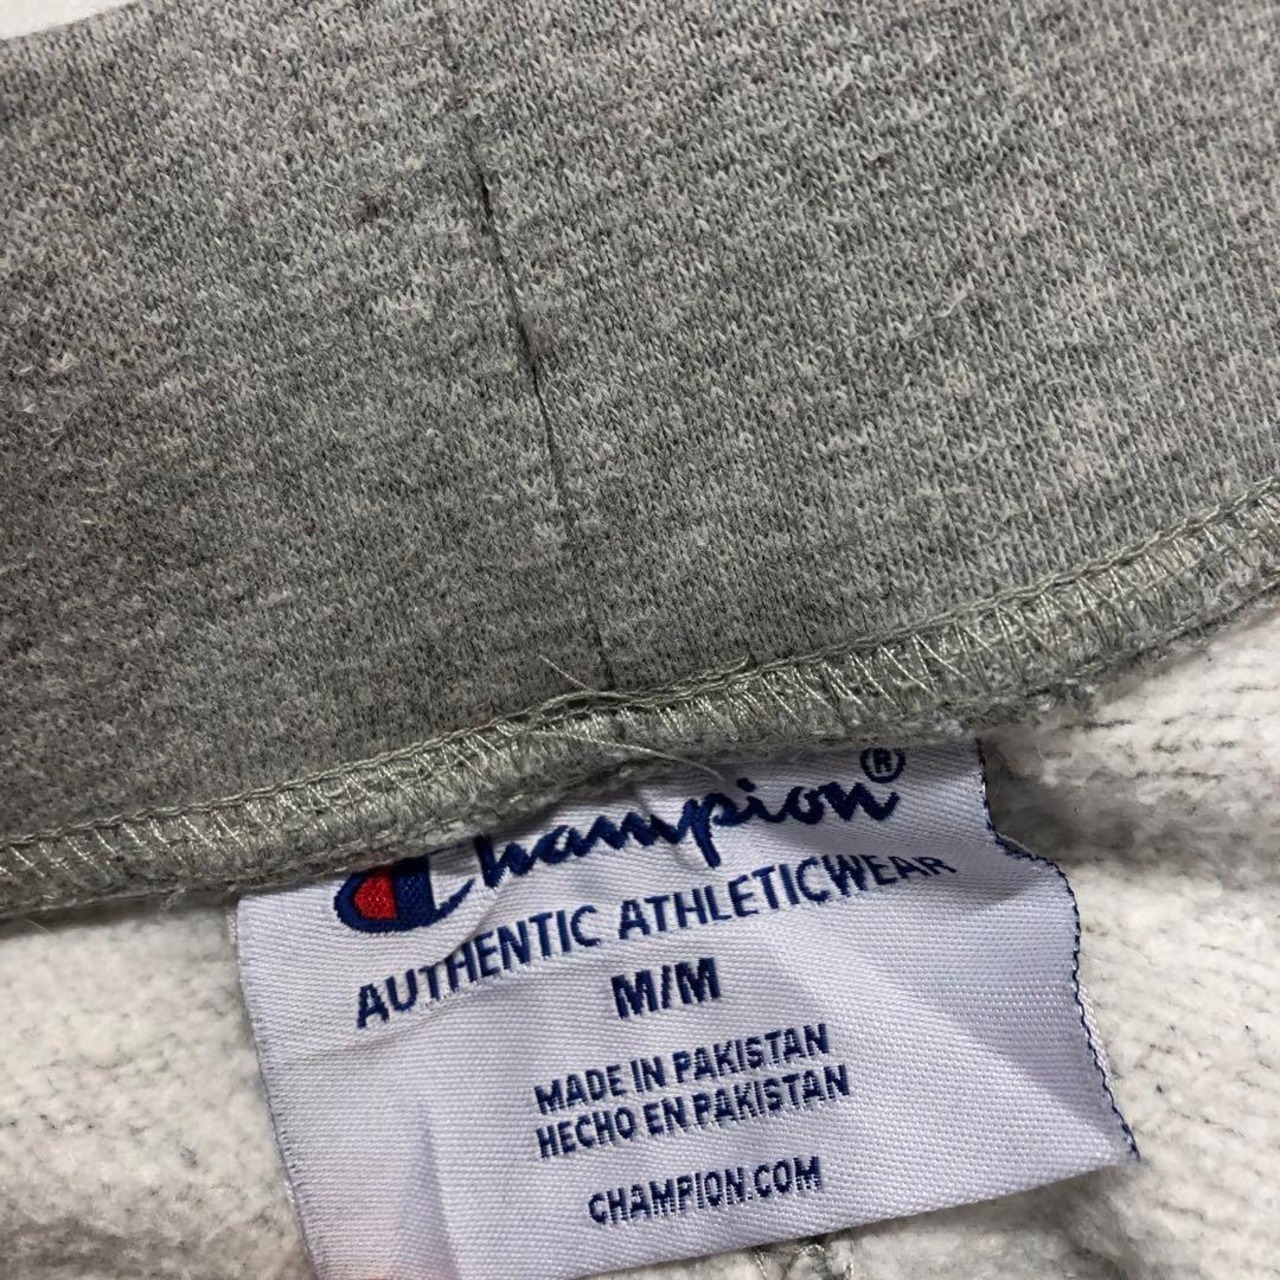 Champion®
AUTHENTIC ATHLETICWEAR
M/M
MADE IN PAKISTAN
HECHO EN PAKISTAN
CHAMPION.COM